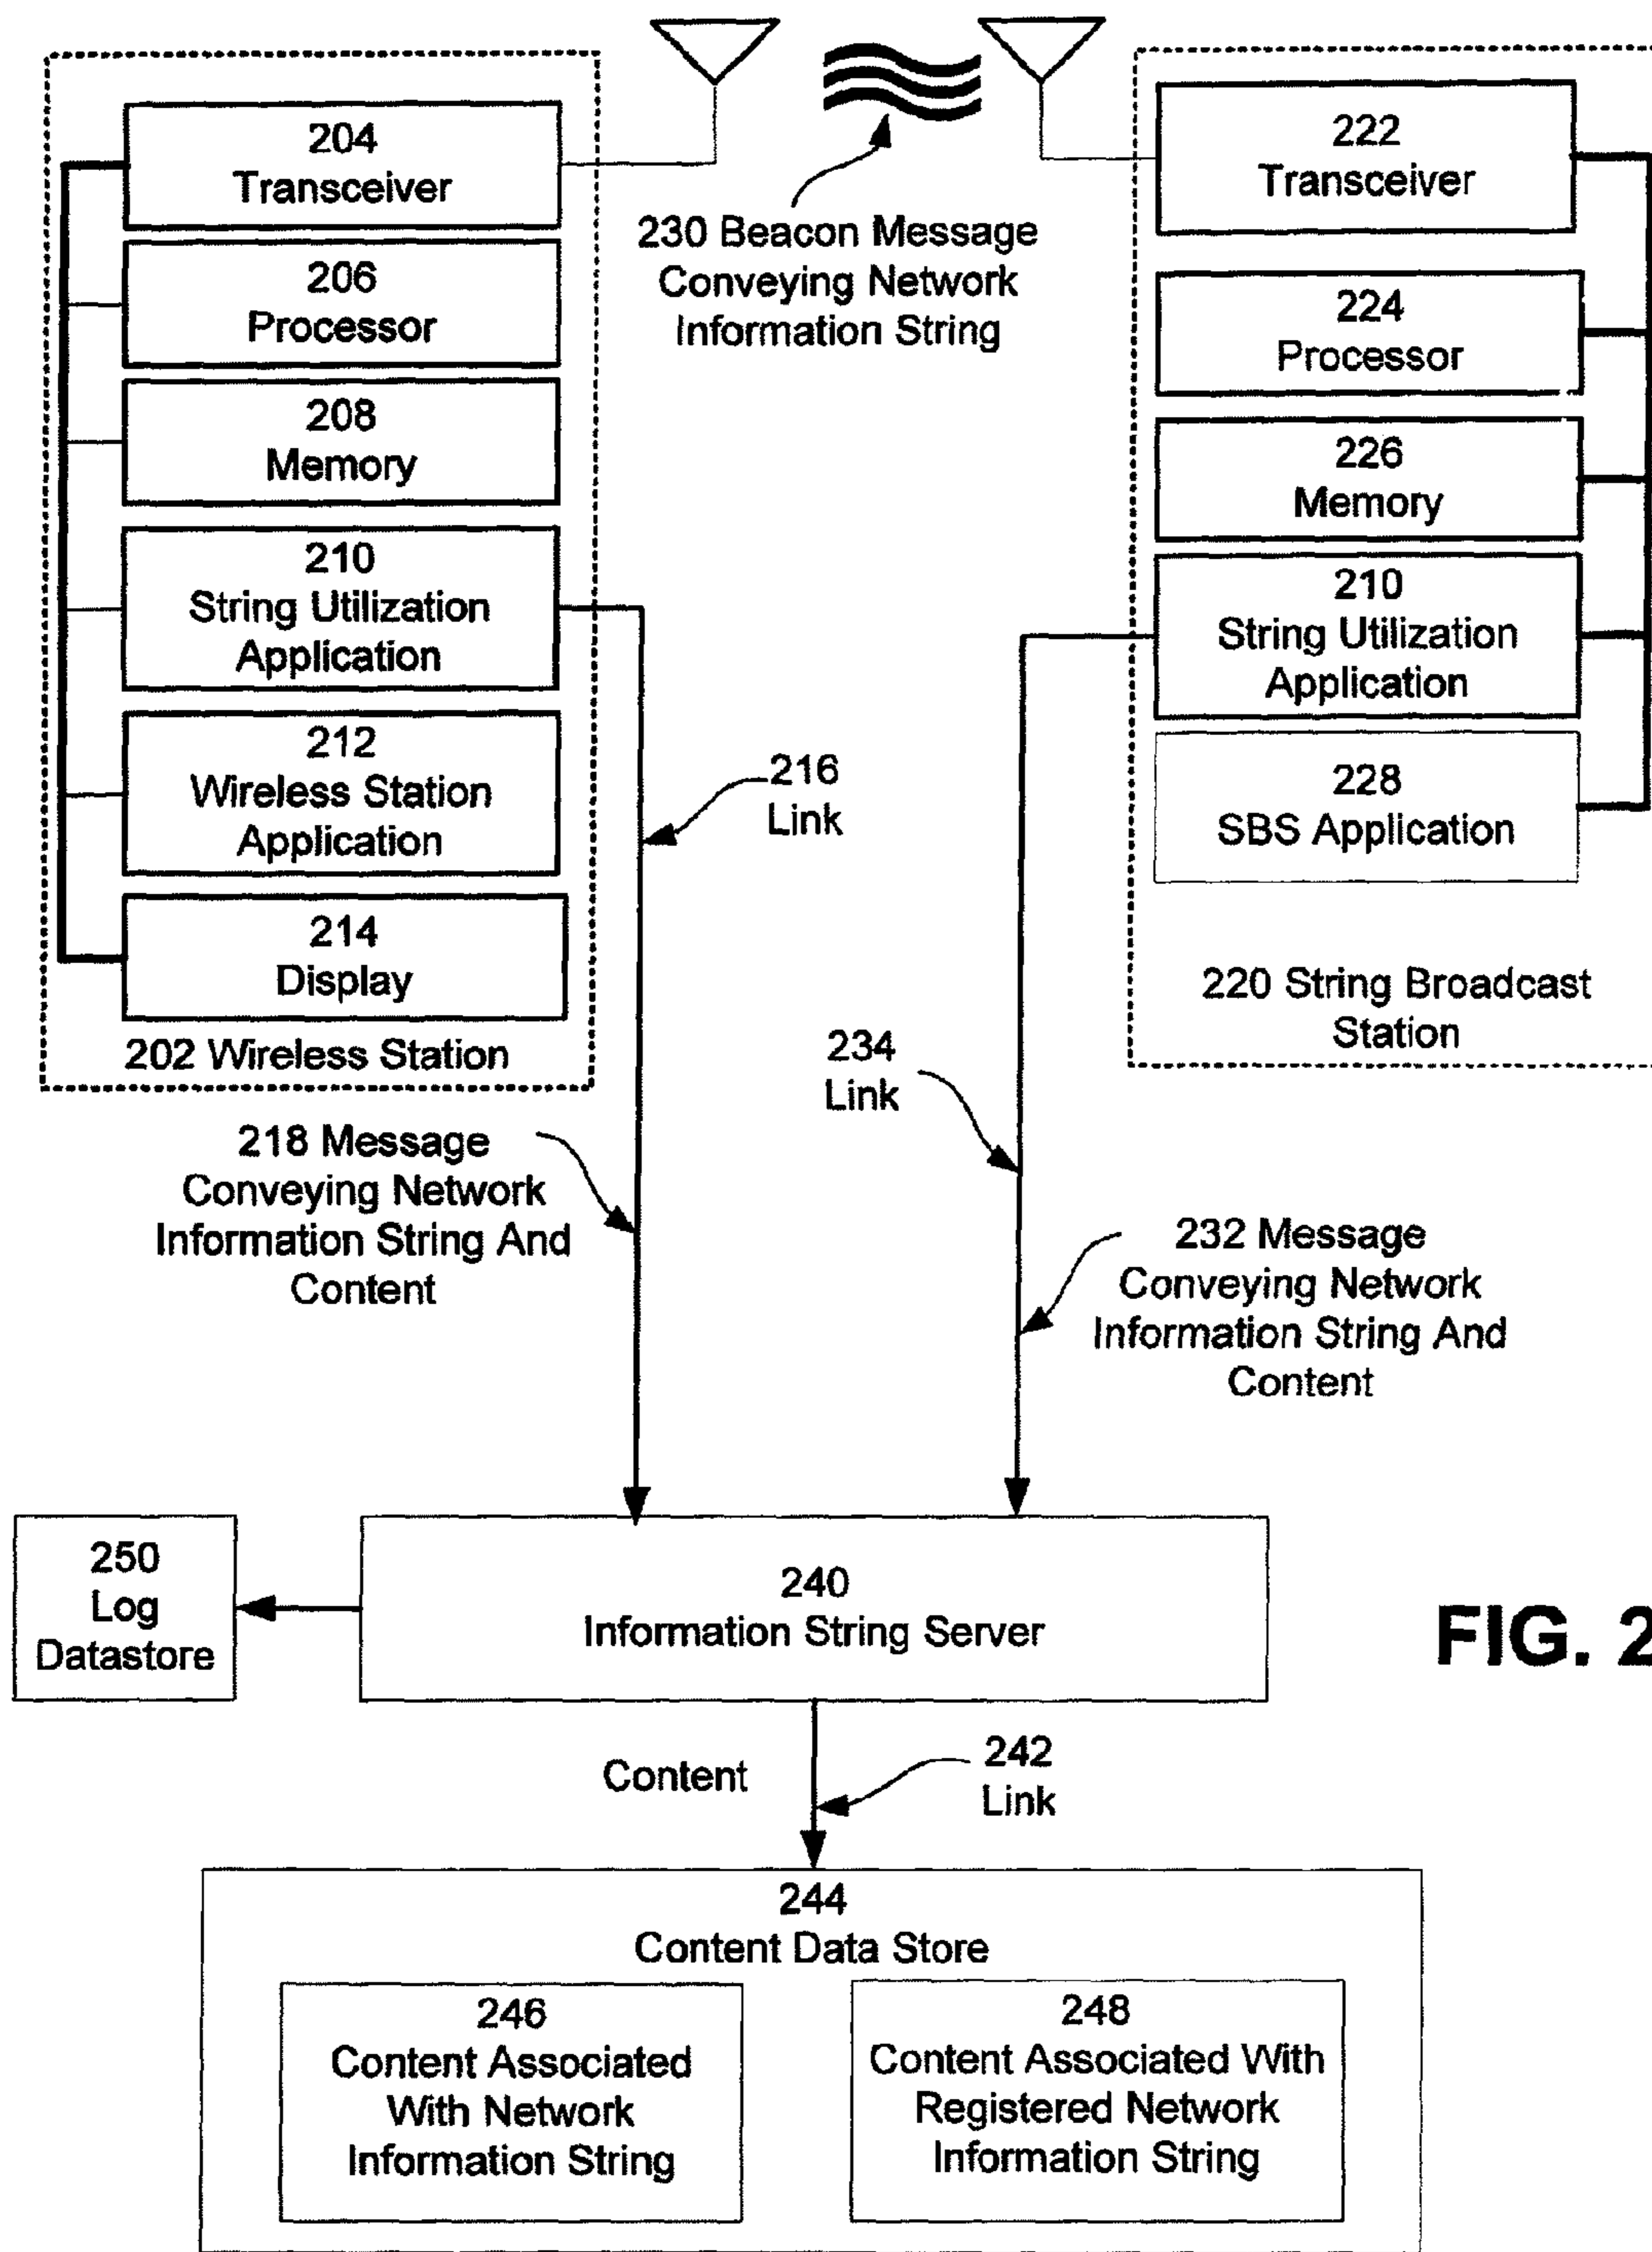 204
Transceiver
206
Processor
208
Memory
210
String Utilization
Application
212
Wireless Station
Application
214
Display
202 Wireless Station
230 Beacon Message
Conveying Network
Information String
222
Transceiver
224
Processor
226
Memory
210
String Utilization
Application
228
SBS Application
220 String Broadcast
Station
216
Link
234
Link
218 Message
Conveying Network
Information String And
Content
232 Message
Conveying Network
Information String And
Content
250
Log
Datastore
240
Information String Server
FIG. 2
Content
242
Link
244
Content Data Store
246
Content Associated
With Network
Information String
248
Content Associated With
Registered Network
Information String